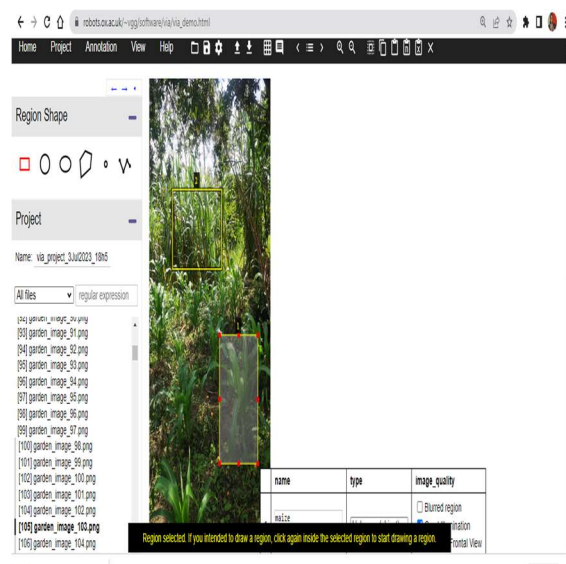 robots.ox.ac.uk/~vgg/software/via/via_demo.html
Home Project Annotation View Help
Region Shape
Project
Name: via_project_3Jul2023_18h5
All files regular expression
[93] garden_image_91.png
[94] garden_image_92.png
[95] garden_image_93.png
[96] garden_image_94.png
[97] garden_image_95.png
[98] garden_image_96.png
[99] garden_image_97.png
[100] garden_image_98.png
[101] garden_image_99.png
[102] garden_image_100.png
[103] garden_image_101.png
[104] garden_image_102.png
[105] garden_image_103.png
[106] garden_image_104.png
name type image_quality
Blurred region
maize
Frontal View
Region selected. If you intended to draw a region, click again inside the selected region to start drawing a region.